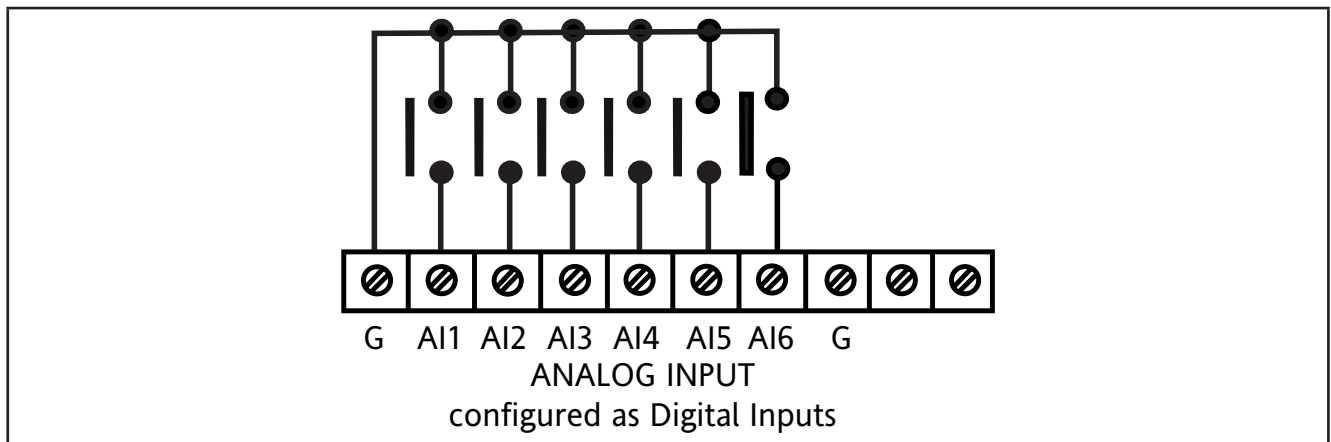 G AI1 AI2 AI3 AI4 AI5 AI6 G
ANALOG INPUT
configured as Digital Inputs